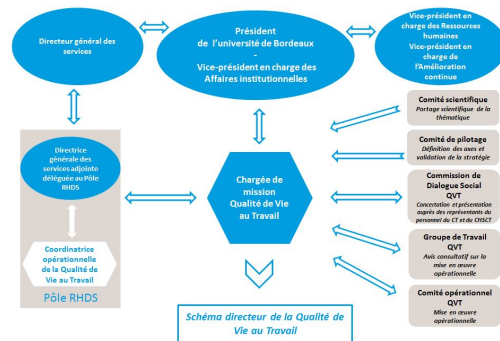 Directeur général des
services
Président
de l'université de Bordeaux
-
Vice-président en charge des
Affaires institutionnelles
Vice-président en
charge des Ressources
humaines
Vice-président en
charge de
l'Amélioration
continue
Directrice
générale des
services adjointe
déléguée au Pôle
RHDS
Coordinatrice
opérationnelle
de la Qualité de
Vie au Travail
Pôle RHDS
Chargée de
mission
Qualité de Vie
au Travail
Comité scientifique
Portage scientifique de la
thématique
Comité de pilotage
Définition des axes et
validation de la stratégie
Commission de
Dialogue Social
QVT
Concertation et présentation
auprès des représentants du
personnel du CT et du CHSCT
Groupe de Travail
QVT
Avis consultatif sur la
mise en œuvre
opérationnelle
Comité opérationnel
QVT
Mise en œuvre
opérationnelle
Schéma directeur de la Qualité de
Vie au Travail